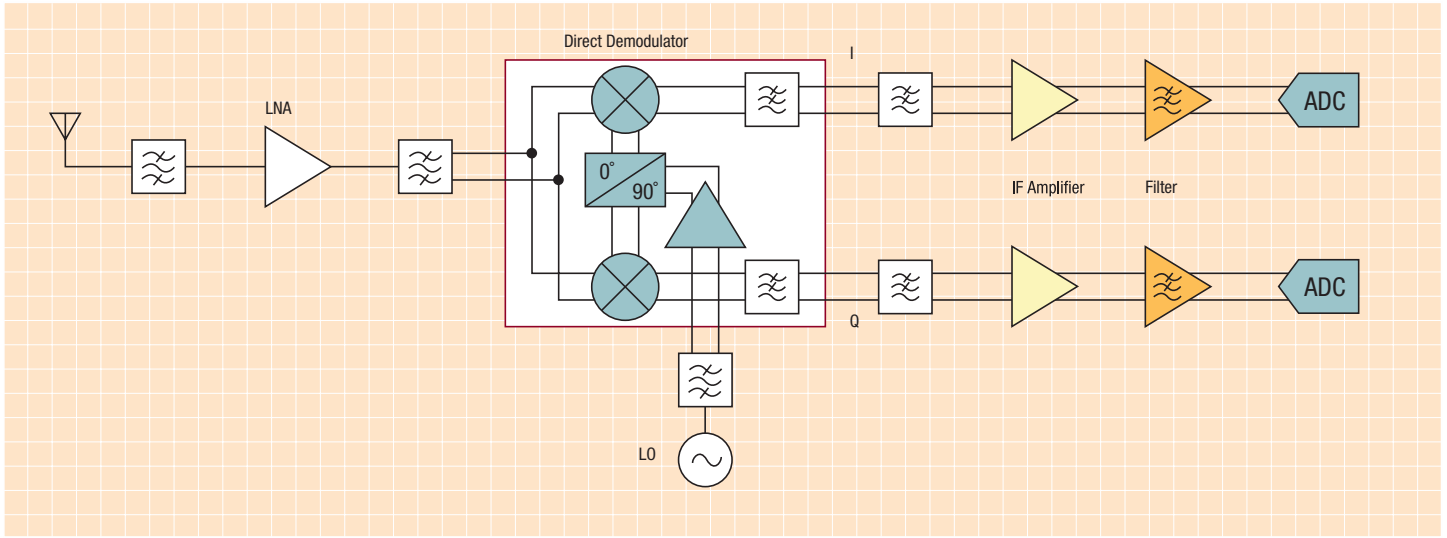 Direct Demodulator
I
LNA
ADC
0°
90°
IF Amplifier
Filter
ADC
Q
LO